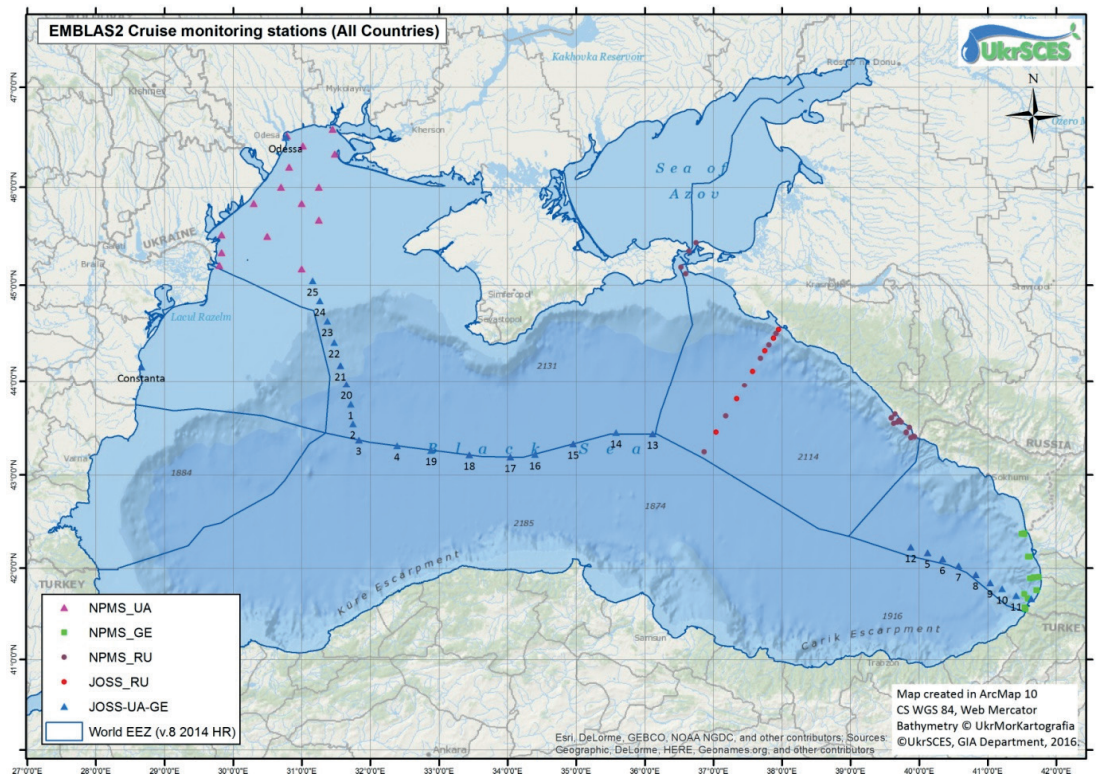 EMBLAS2 Cruise monitoring stations (All Countries)
UkrSCES
N
47°0'0"N
46°0'0"N
45°0'0"N
44°0'0"N
43°0'0"N
42°0'0"N
41°0'0"N
Kakhovka Reservoir
Mykolayiv
Kherson
Odesa
Odessa
Sea of
Azov
UKRAINE
Braila
Lacul Razelm
Simferopol
Sevastopol
Constanta
25
24
23
22
21
20
1
2
3
4
19
18
17
16
15
14
13
Black Sea
2131
2114
1884
1874
2185
1916
Varna
RUSSIA
Sokhumi
12
5
6
7
8
9
10
11
Küre Escarpment
Carik Escarpment
TURKEY
TURKEY
Samsun
Trabzon
Ankara
NPMS_UA
NPMS_GE
NPMS_RU
JOSS_RU
JOSS-UA-GE
World EEZ (v.8 2014 HR)
Map created in ArcMap 10
CS WGS 84, Web Mercator
Bathymetry © UkrMorKartografia
©UkrSCES, GIA Department, 2016.
Esri, DeLorme, GEBCO, NOAA NGDC, and other contributors; Sources:
Geographic, DeLorme, HERE, Geonames.org, and other contributors
27°0'0"E
28°0'0"E
29°0'0"E
30°0'0"E
31°0'0"E
32°0'0"E
33°0'0"E
34°0'0"E
35°0'0"E
36°0'0"E
37°0'0"E
38°0'0"E
39°0'0"E
40°0'0"E
41°0'0"E
42°0'0"E